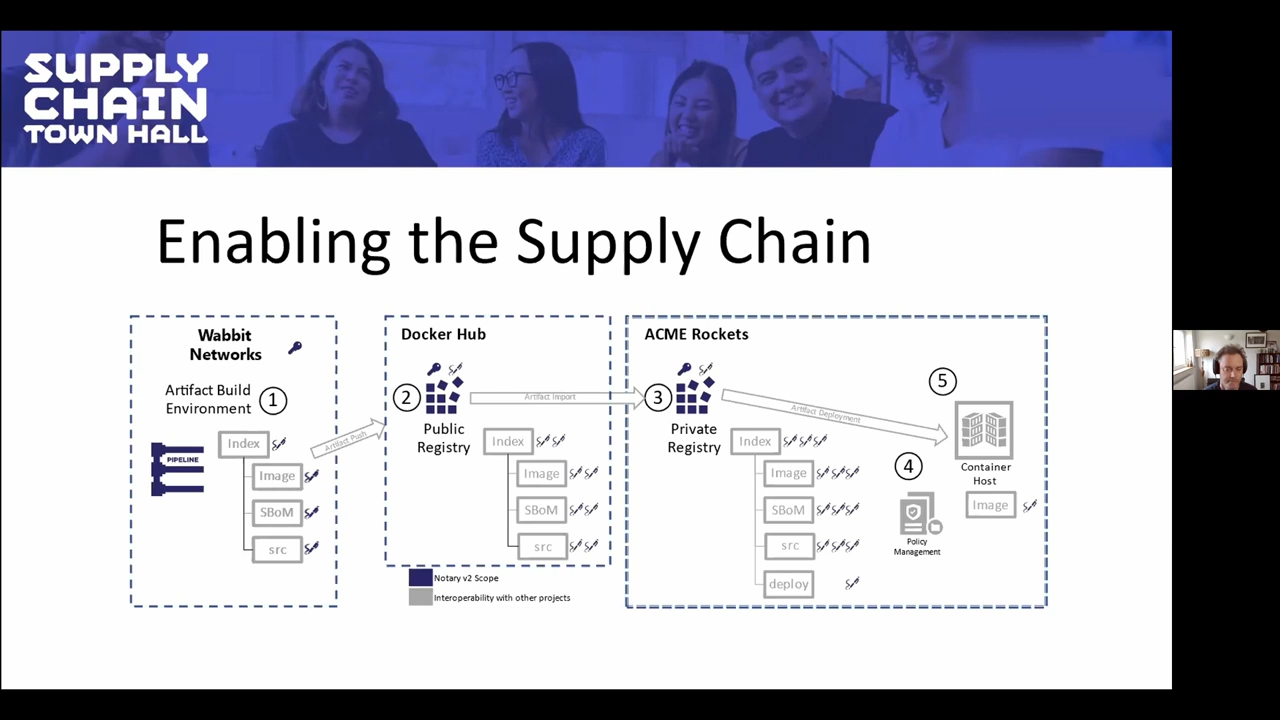 SUPPLY
CHAIN
TOWN HALL
Enabling the Supply Chain
Wabbit
Networks
Artifact Build
Environment
1
PIPELINE
Index
Image
SBoM
src
Artifact Push
Docker Hub
2
Public
Registry
Index
Image
SBoM
src
Artifact Import
Notary v2 Scope
Interoperability with other projects
ACME Rockets
3
Private
Registry
Index
Image
SBoM
src
deploy
Artifact Deployment
5
Container
Host
Image
4
Policy
Management